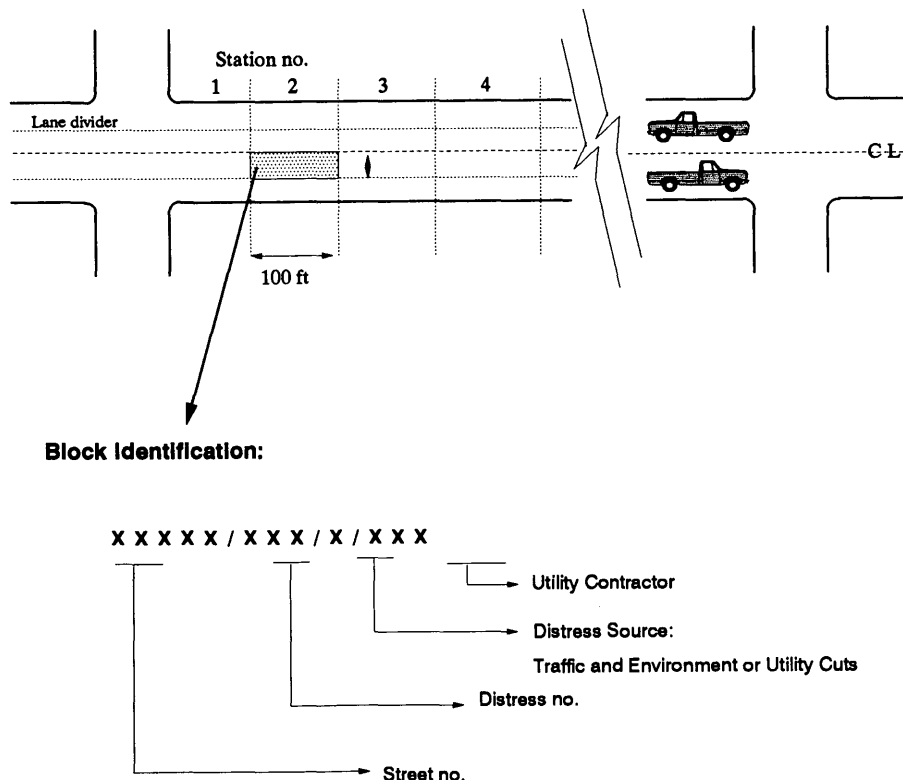 Station no.
1 2 3 4
Lane divider
C L
100 ft
Block Identification:
X X X X X / X X X / X / X X X
Utility Contractor
Distress Source:
Traffic and Environment or Utility Cuts
Distress no.
Street no.